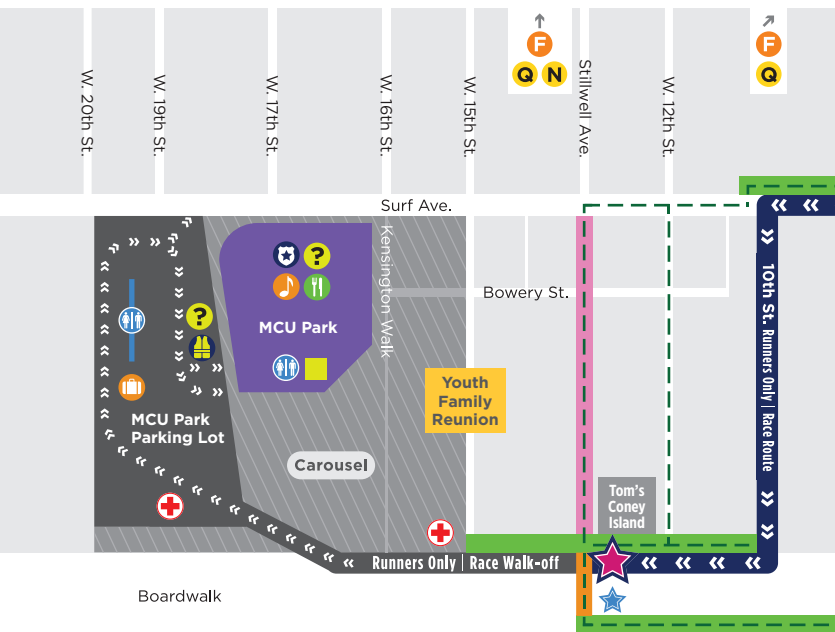 F
Q N
F
Q
W. 20th St.
W. 19th St.
W. 17th St.
W. 16th St.
W. 15th St.
Stillwell Ave.
W. 12th St.
Surf Ave.
Kensington Walk
?
MCU Park
Bowery St.
10th St. Runners Only | Race Route
?
Youth
Family
Reunion
MCU Park
Parking Lot
Carousel
Tom's
Coney
Island
Runners Only | Race Walk-off
Boardwalk